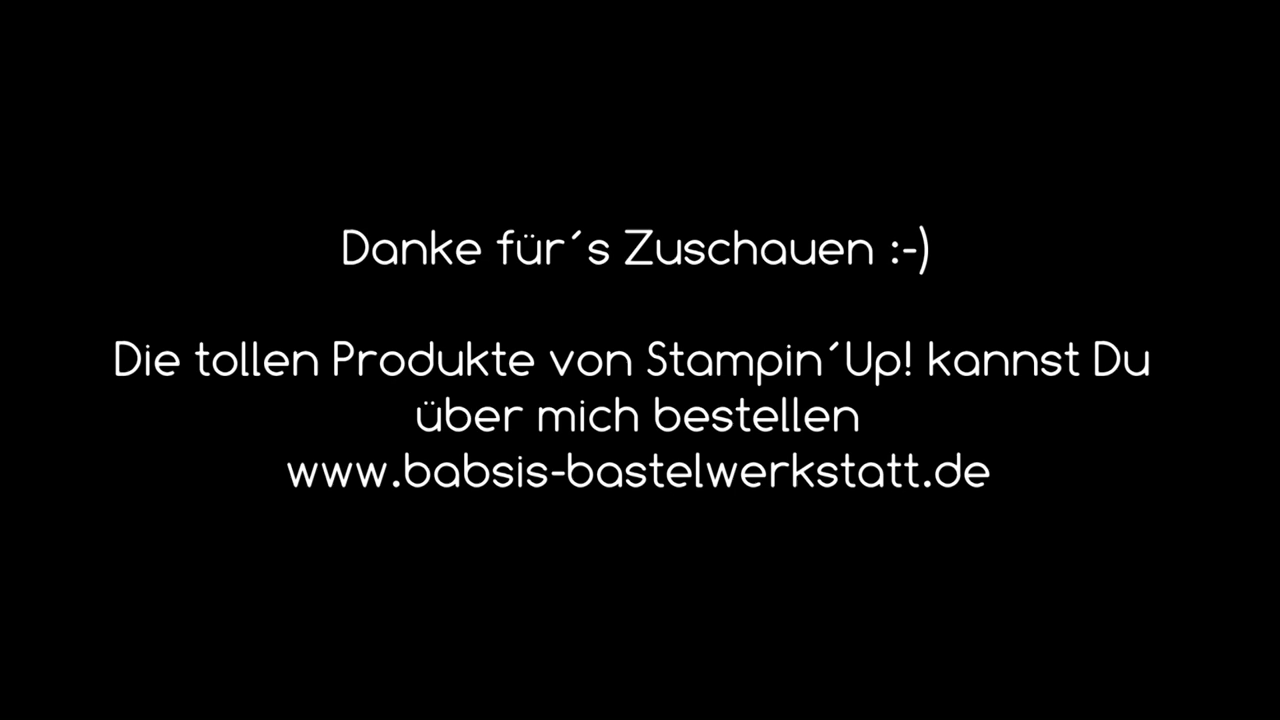 Danke für´s Zuschauen :-)
Die tollen Produkte von Stampin´Up! kannst Du
über mich bestellen
www.babsis-bastelwerkstatt.de